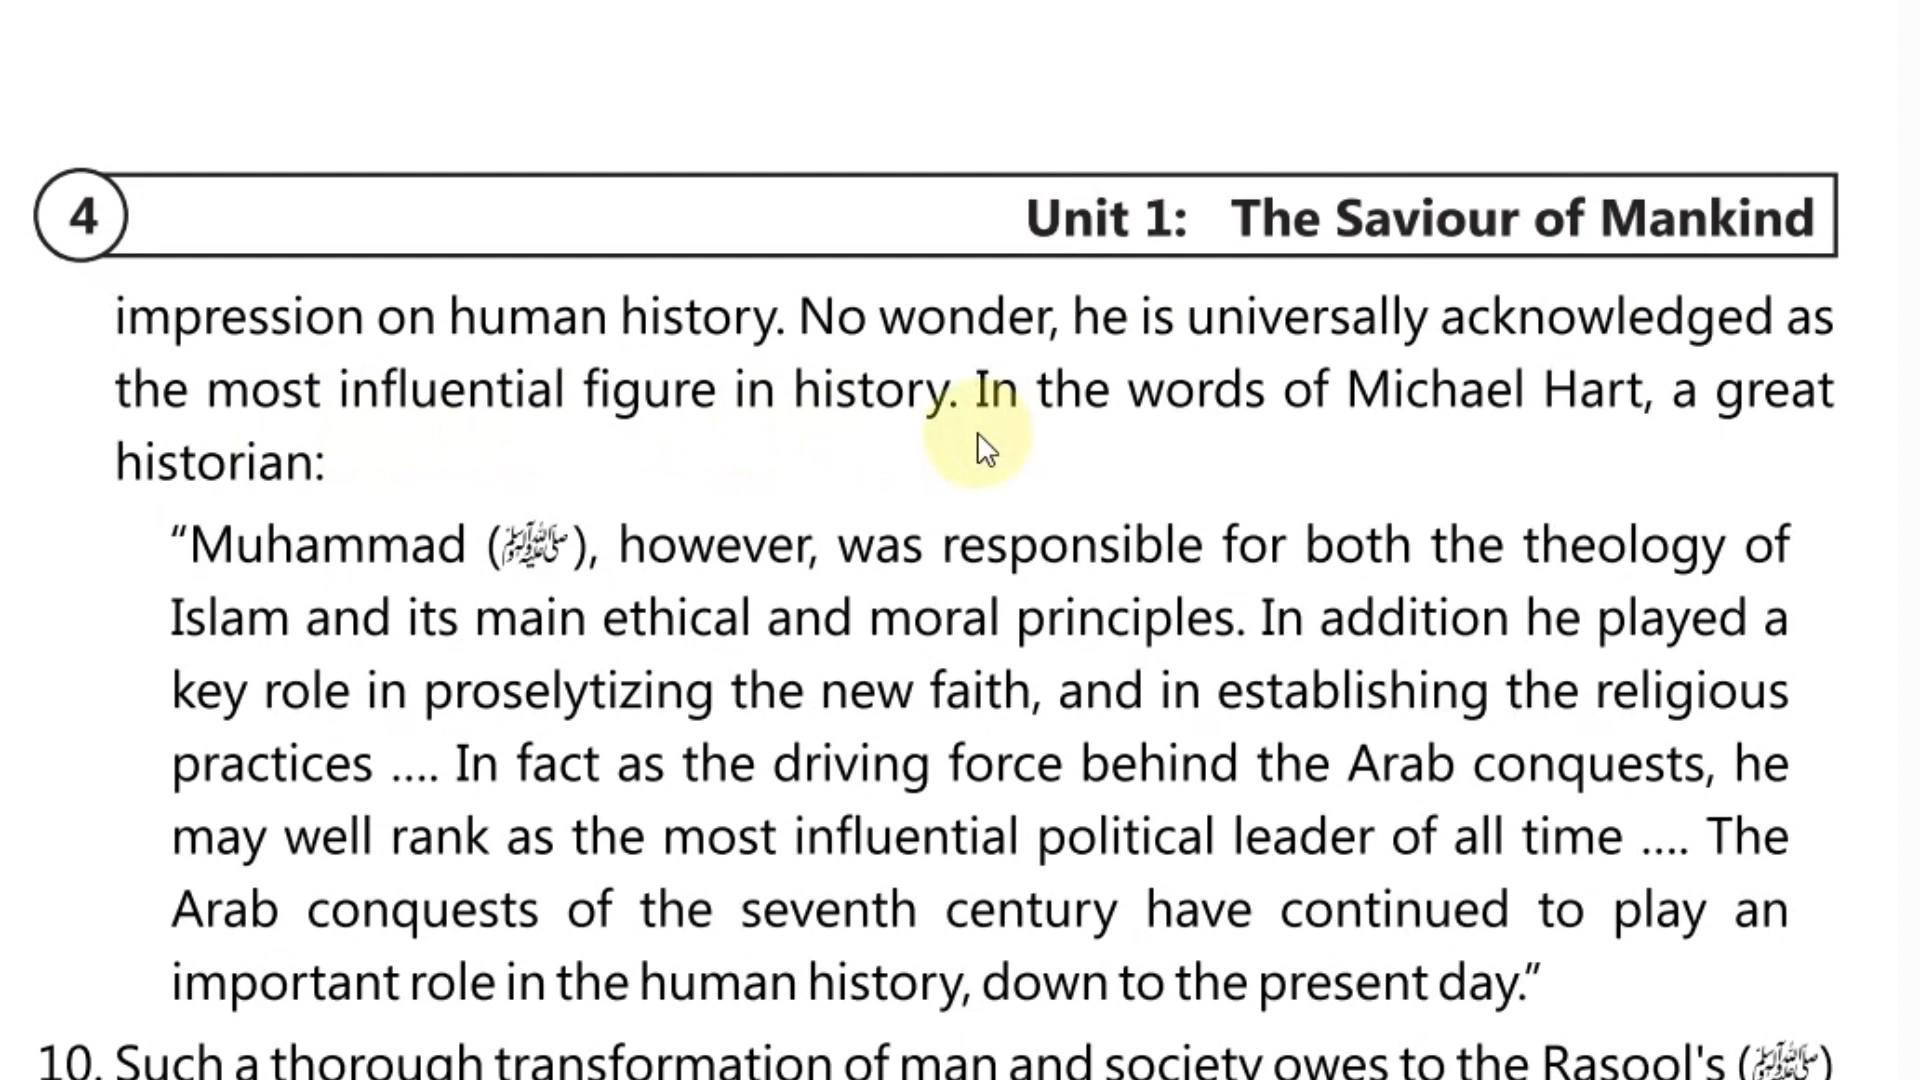 4
Unit 1: The Saviour of Mankind
impression on human history. No wonder, he is universally acknowledged as
the most influential figure in history. In the words of Michael Hart, a great
historian:
“Muhammad (ﷺ), however, was responsible for both the theology of
Islam and its main ethical and moral principles. In addition he played a
key role in proselytizing the new faith, and in establishing the religious
practices .... In fact as the driving force behind the Arab conquests, he
may well rank as the most influential political leader of all time .... The
Arab conquests of the seventh century have continued to play an
important role in the human history, down to the present day.”
10. Such a thorough transformation of man and society owes to the Rasool's (ﷺ)